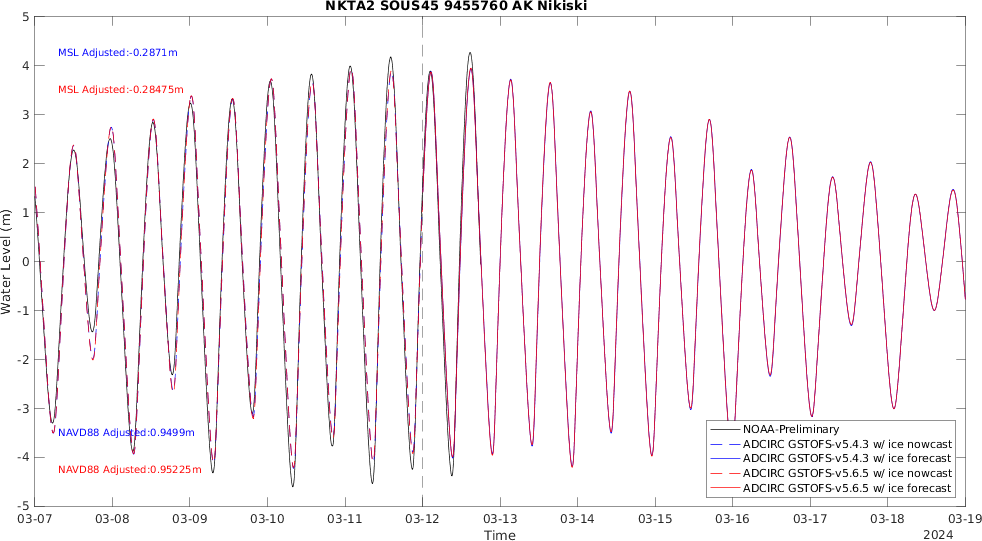 NKTA2 SOUS45 9455760 AK Nikiski
5
4
3
2
1
0
-1
-2
-3
-4
-5
Water Level (m)
MSL Adjusted:-0.2871m
MSL Adjusted:-0.28475m
NAVD88 Adjusted:0.9499m
NAVD88 Adjusted:0.95225m
NOAA-Preliminary
ADCIRC GSTOFS-v5.4.3 w/ ice nowcast
ADCIRC GSTOFS-v5.4.3 w/ ice forecast
ADCIRC GSTOFS-v5.6.5 w/ ice nowcast
ADCIRC GSTOFS-v5.6.5 w/ ice forecast
03-07 03-08 03-09 03-10 03-11 03-12 03-13 03-14 03-15 03-16 03-17 03-18 03-19
Time
2024